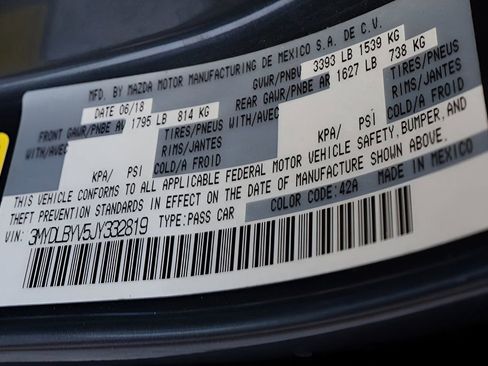 MFD. BY MAZDA MOTOR MANUFACTURING DE MEXICO S.A. DE C.V.
DATE 06/18 GVWR/PNBV 3393 LB 1539 KG
FRONT GAWR/PNBE AV 1795 LB 814 KG REAR GAWR/PNBE AR 1627 LB 738 KG
WITH/AVEC TIRES/PNEUS WITH/AVEC TIRES/PNEUS
RIMS/JANTES RIMS/JANTES
KPA/ PSI COLD/A FROID KPA/ PSI COLD/A FROID
THIS VEHICLE CONFORMS TO ALL APPLICABLE FEDERAL MOTOR VEHICLE SAFETY, BUMPER, AND
THEFT PREVENTION STANDARDS IN EFFECT ON THE DATE OF MANUFACTURE SHOWN ABOVE.
VIN: 3MYDLBYV5JY332819 TYPE:PASS CAR COLOR CODE:42A MADE IN MEXICO